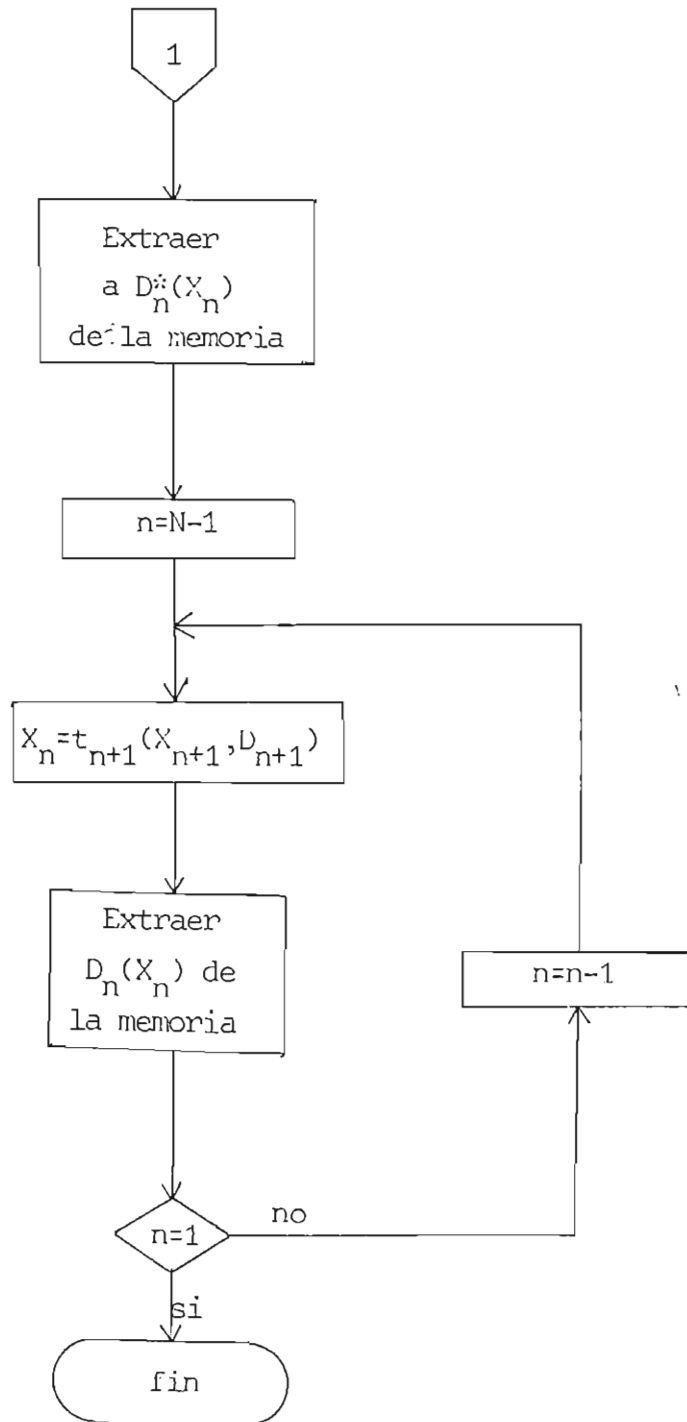 1
Extraer
a D*n(Xn)
de la memoria
n=N-1
Xn=tn+1(Xn+1,Dn+1)
Extraer
Dn(Xn) de
la memoria
n=n-1
n=1
no
si
fin